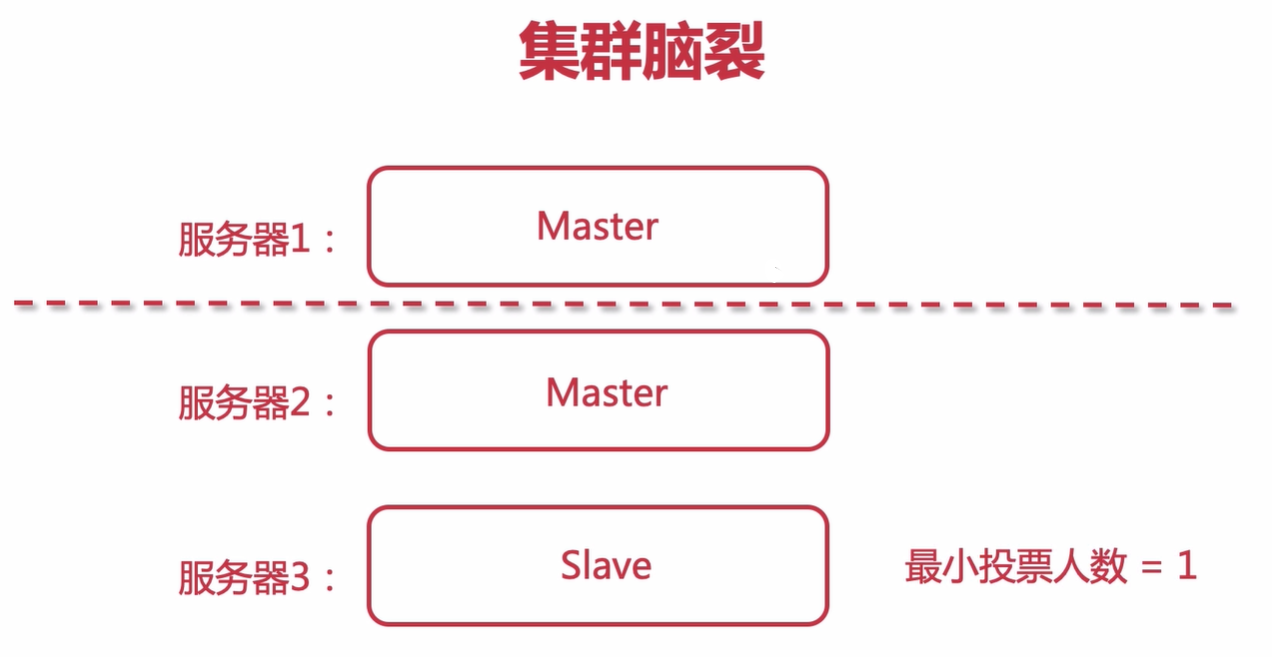 集群脑裂
服务器1：
Master
服务器2：
Master
服务器3：
Slave
最小投票人数 = 1